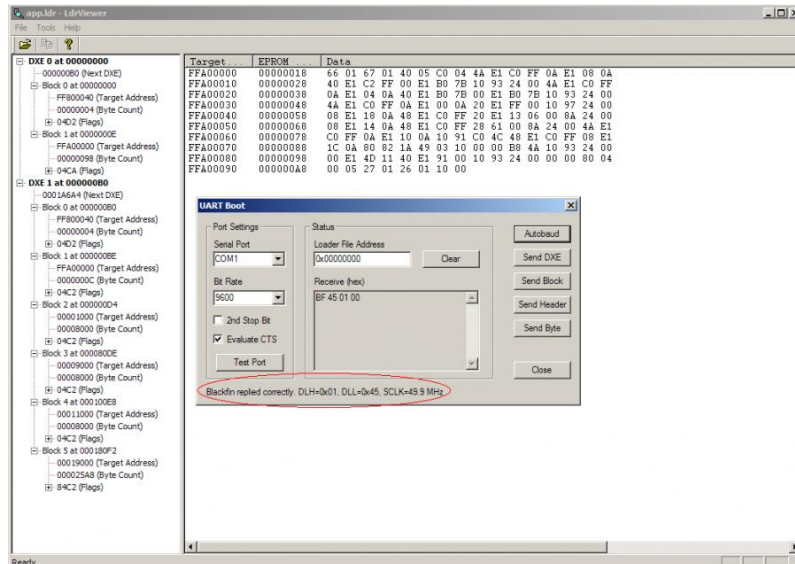 app.ldr - LdrViewer
File Tools Help
DXE 0 at 00000000
000000B0 (Next DXE)
Block 0 at 00000000
FF800040 (Target Address)
00000004 (Byte Count)
04D2 (Flags)
Block 1 at 0000000E
FFA00000 (Target Address)
00000098 (Byte Count)
04CA (Flags)
DXE 1 at 000000B0
0001A6A4 (Next DXE)
Block 0 at 000000B0
FF800040 (Target Address)
00000004 (Byte Count)
04D2 (Flags)
Block 1 at 000000BE
FFA00000 (Target Address)
0000000C (Byte Count)
04C2 (Flags)
Block 2 at 000000D4
00001000 (Target Address)
00008000 (Byte Count)
04C2 (Flags)
Block 3 at 000080DE
00009000 (Target Address)
00008000 (Byte Count)
04C2 (Flags)
Block 4 at 000100E8
00011000 (Target Address)
00008000 (Byte Count)
04C2 (Flags)
Block 5 at 000180F2
00019000 (Target Address)
000025A8 (Byte Count)
84C2 (Flags)
Target... EPROM ... Data
FFA00000 00000018 66 01 67 01 40 05 C0 04 4A E1 C0 FF 0A E1 08 0A
FFA00010 00000028 40 E1 C2 FF 00 E1 B0 7B 10 93 24 00 4A E1 C0 FF
FFA00020 00000038 0A E1 04 0A 40 E1 B0 7B 00 E1 B0 7B 10 93 24 00
FFA00030 00000048 4A E1 C0 FF 0A E1 00 0A 20 E1 FF 00 10 97 24 00
FFA00040 00000058 08 E1 18 0A 48 E1 C0 FF 20 E1 13 06 00 8A 24 00
FFA00050 00000068 08 E1 14 0A 48 E1 C0 FF 28 61 00 8A 24 00 4A E1
FFA00060 00000078 C0 FF 0A E1 10 0A 10 91 C0 4C 48 E1 C0 FF 08 E1
FFA00070 00000088 1C 0A 80 82 1A 49 03 10 00 00 B8 4A 10 93 24 00
FFA00080 00000098 00 E1 4D 11 40 E1 91 00 10 93 24 00 00 00 80 04
FFA00090 000000A8 00 05 27 01 26 01 10 00
UART Boot
Port Settings
Serial Port
COM1
Bit Rate
9600
2nd Stop Bit
Evaluate CTS
Test Port
Status
Loader File Address
0x00000000
Clear
Receive (hex)
BF 45 01 00
Autobaud
Send DXE
Send Block
Send Header
Send Byte
Close
Blackfin replied correctly. DLH=0x01, DLL=0x45, SCLK=49.9 MHz
Ready